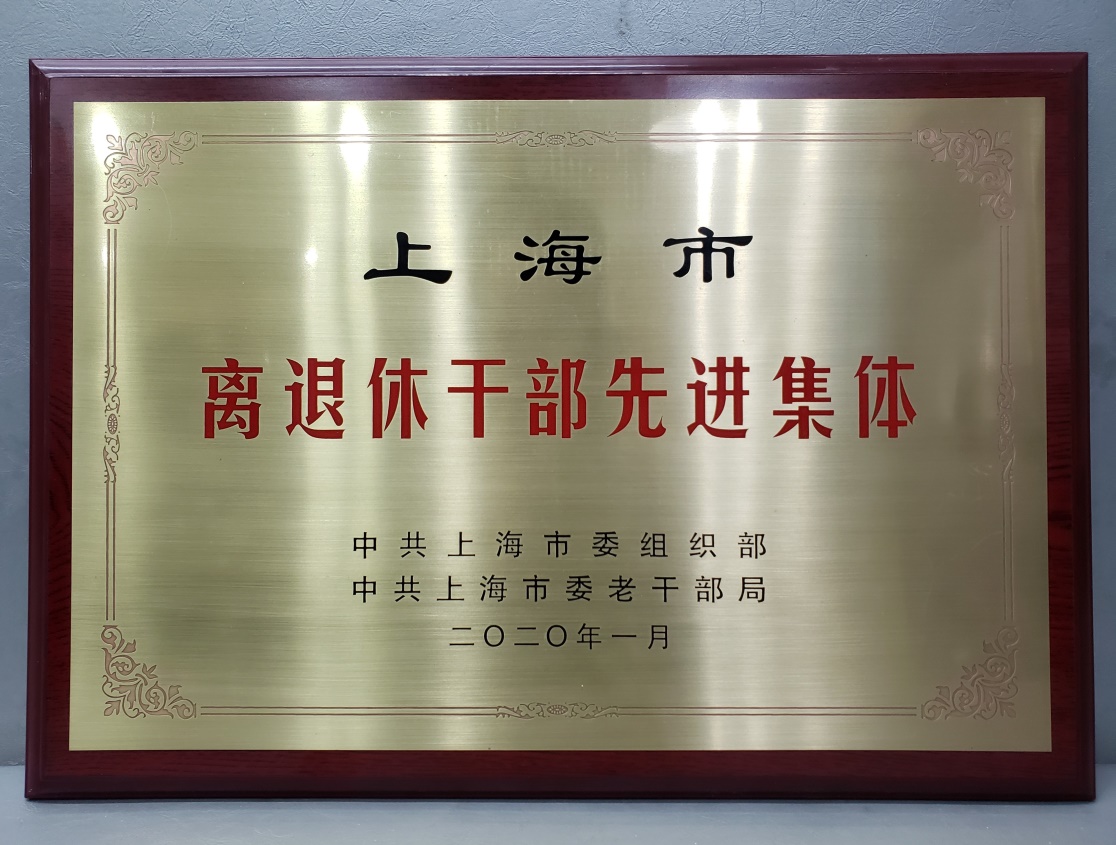 上海市
离退休干部先进集体
中共上海市委组织部
中共上海市委老干部局
二〇二〇年一月